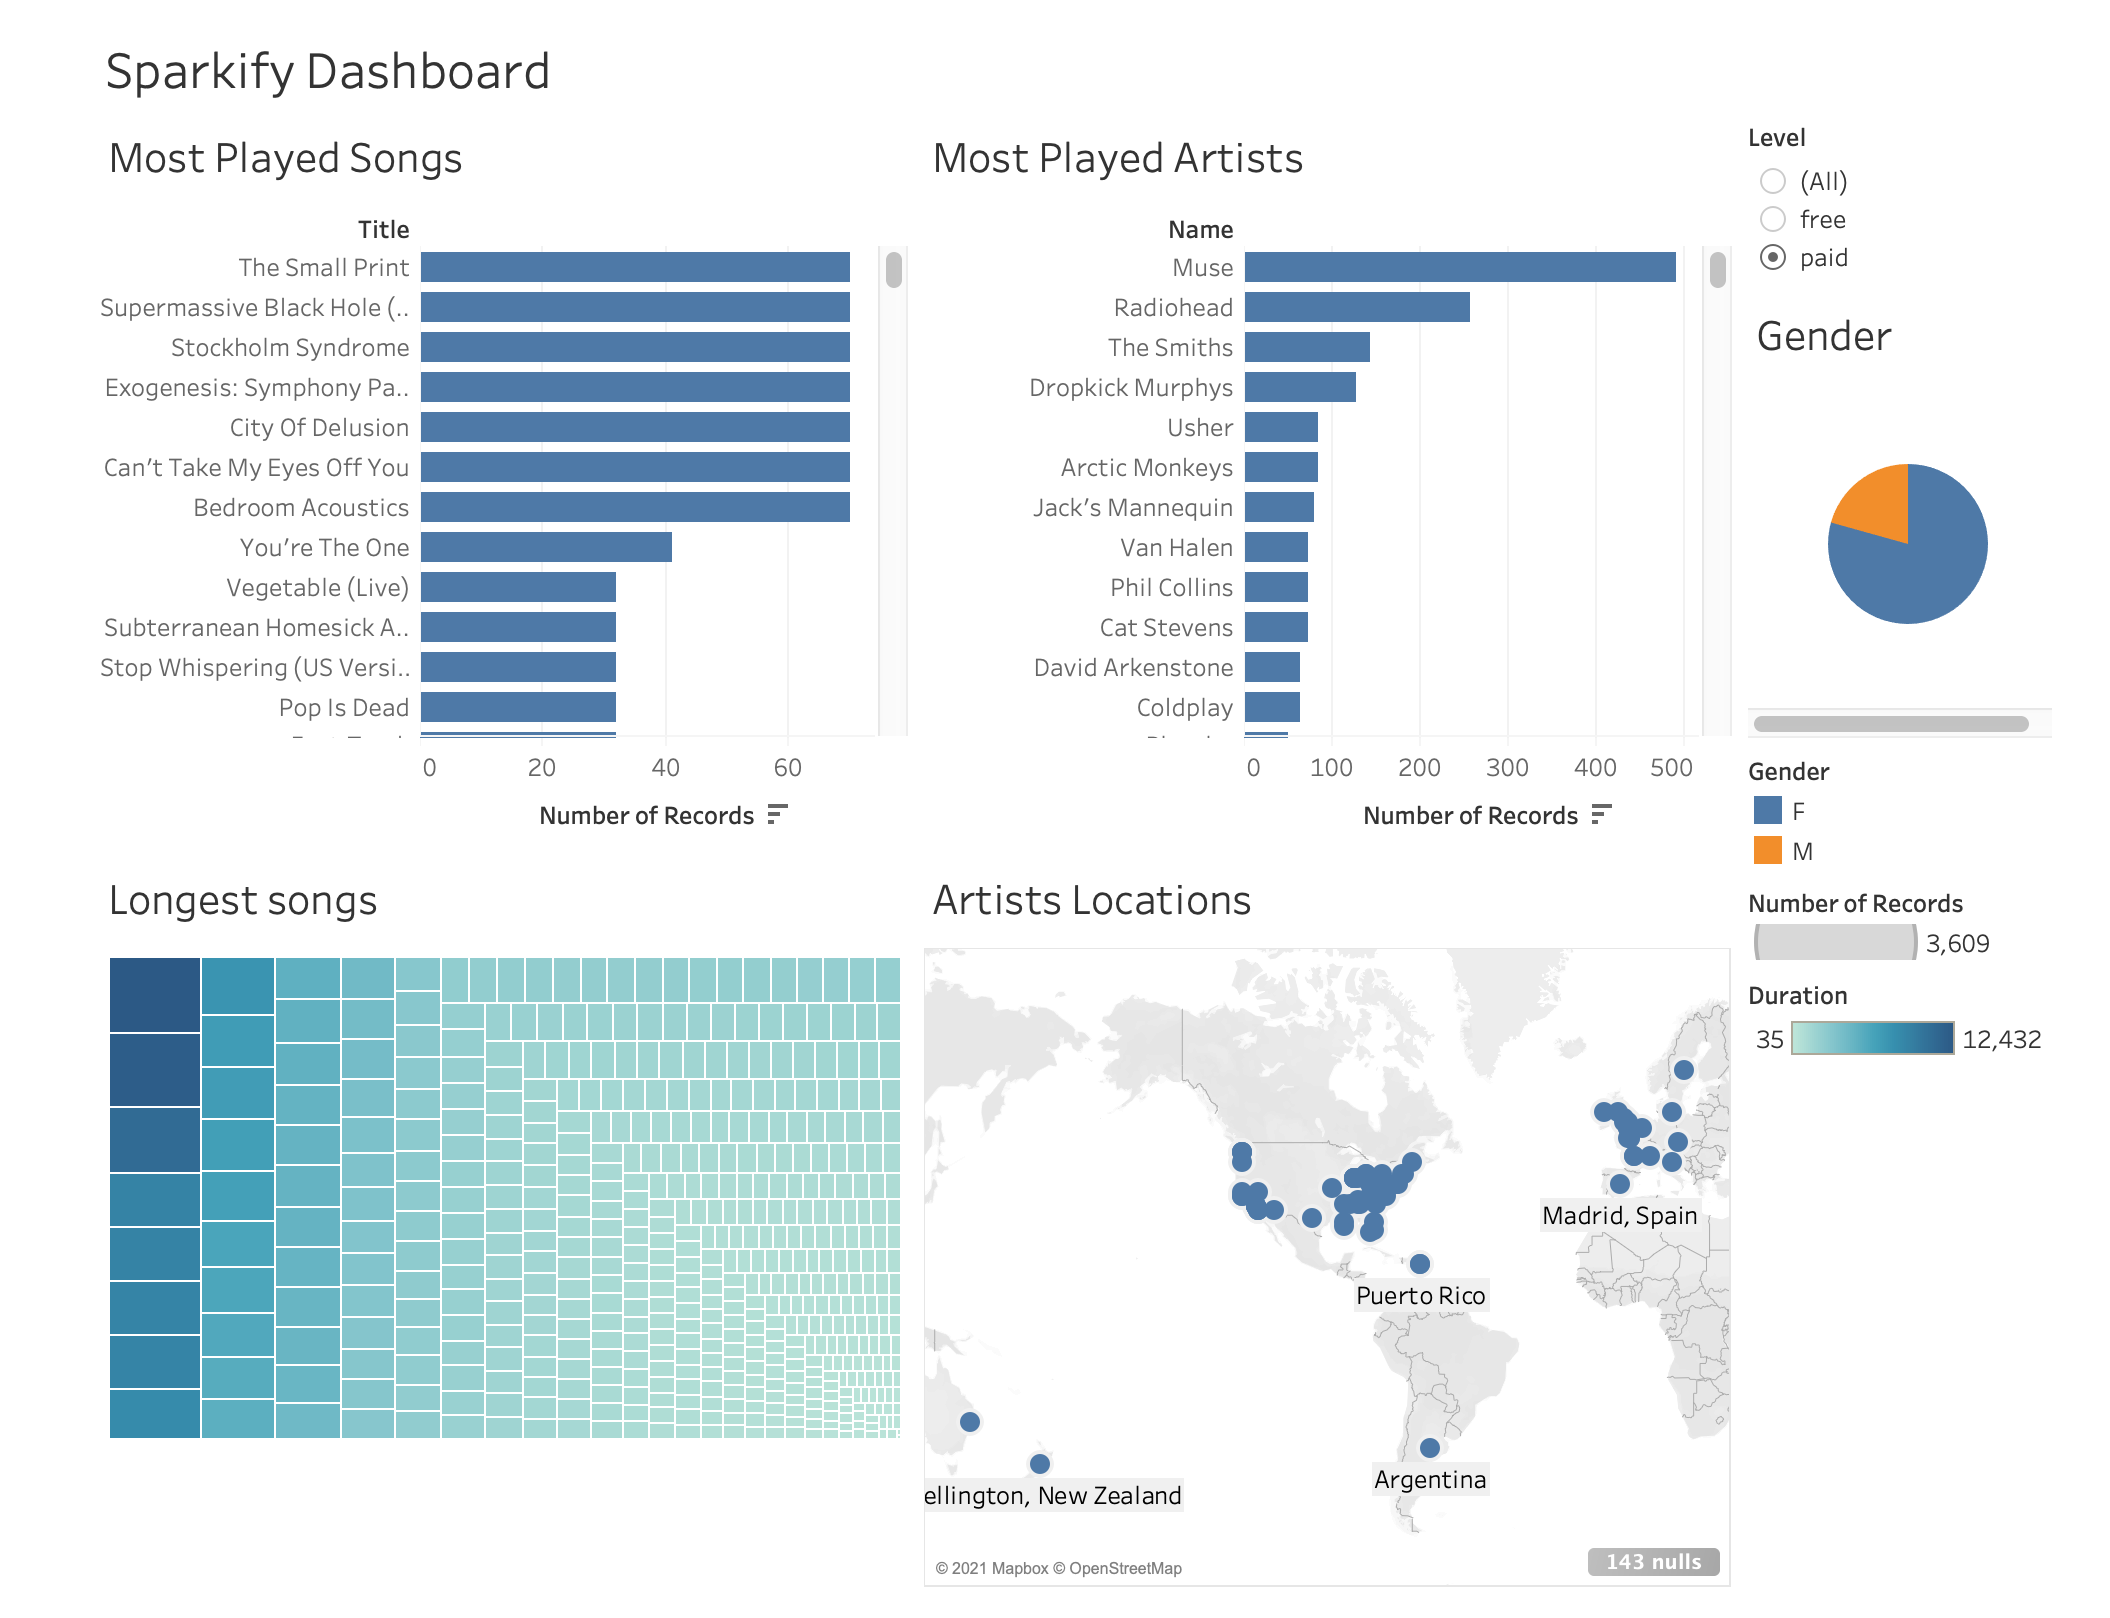 Sparkify Dashboard
Most Played Songs
Title
The Small Print
Supermassive Black Hole (..
Stockholm Syndrome
Exogenesis: Symphony Pa..
City Of Delusion
Can't Take My Eyes Off You
Bedroom Acoustics
You're The One
Vegetable (Live)
Subterranean Homesick A..
Stop Whispering (US Versi..
Pop Is Dead
0 20 40 60
Number of Records
Most Played Artists
Name
Muse
Radiohead
The Smiths
Dropkick Murphys
Usher
Arctic Monkeys
Jack's Mannequin
Van Halen
Phil Collins
Cat Stevens
David Arkenstone
Coldplay
0 100 200 300 400 500
Number of Records
Level
(All)
free
paid
Gender
Gender
F
M
Number of Records
3,609
Duration
35 12,432
Longest songs
Artists Locations
Madrid, Spain
Puerto Rico
Argentina
ellington, New Zealand
© 2021 Mapbox © OpenStreetMap
143 nulls